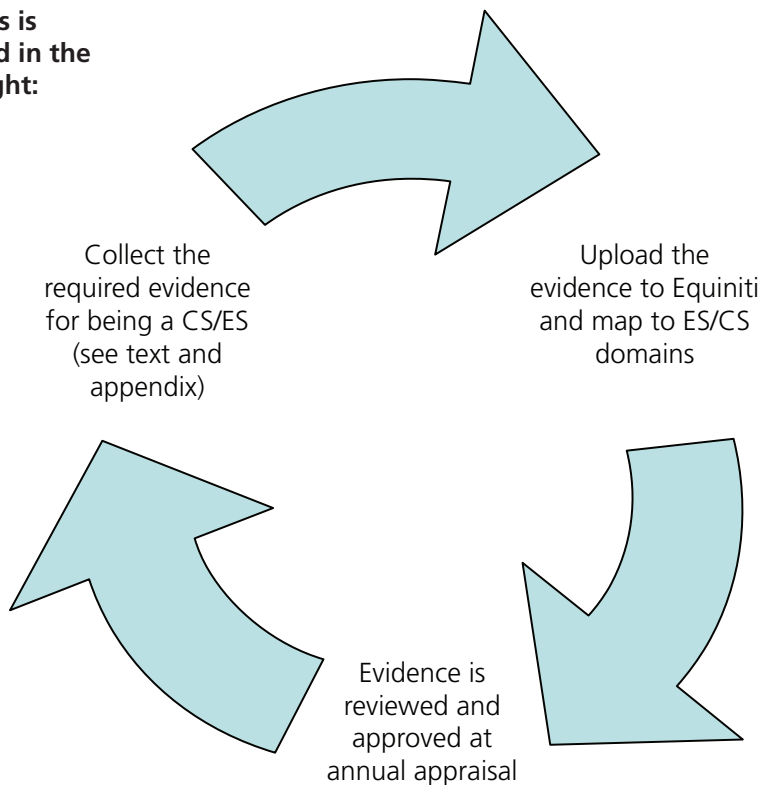 s is
d in the
ght:
Collect the
required evidence
for being a CS/ES
(see text and
appendix)
Upload the
evidence to Equiniti
and map to ES/CS
domains
Evidence is
reviewed and
approved at
annual appraisal